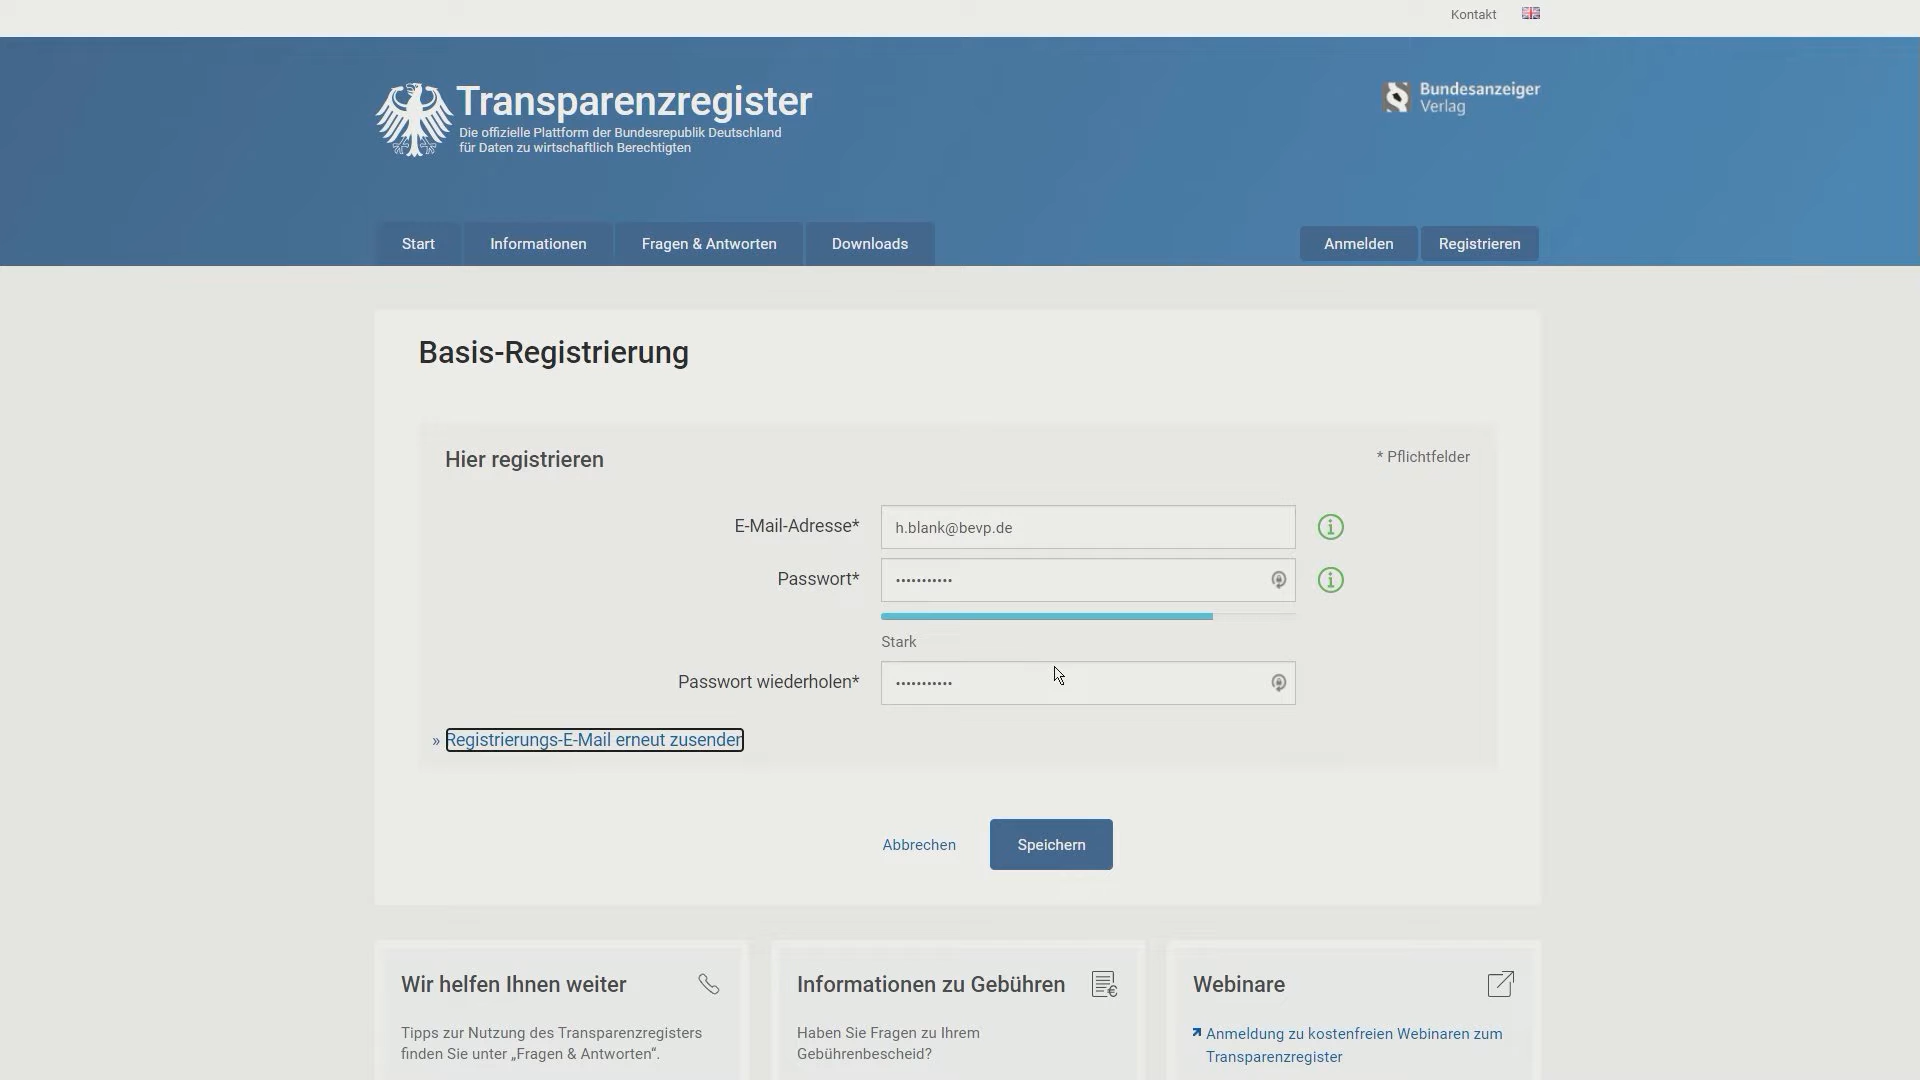 Kontakt
Transparenzregister
Die offizielle Plattform der Bundesrepublik Deutschland
für Daten zu wirtschaftlich Berechtigten
Bundesanzeiger
Verlag
Start
Informationen
Fragen & Antworten
Downloads
Anmelden
Registrieren
Basis-Registrierung
Hier registrieren
* Pflichtfelder
E-Mail-Adresse*
h.blank@bevp.de
Passwort*
•••••••••••
Stark
Passwort wiederholen*
•••••••••••
» Registrierungs-E-Mail erneut zusenden
Abbrechen
Speichern
Wir helfen Ihnen weiter
Tipps zur Nutzung des Transparenzregisters
finden Sie unter „Fragen & Antworten“.
Informationen zu Gebühren
Haben Sie Fragen zu Ihrem
Gebührenbescheid?
Webinare
Anmeldung zu kostenfreien Webinaren zum
Transparenzregister